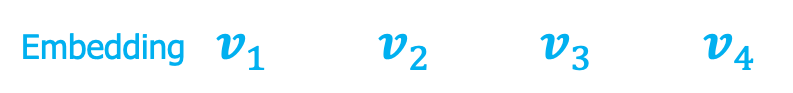 Embedding v₁ v₂ v₃ v₄